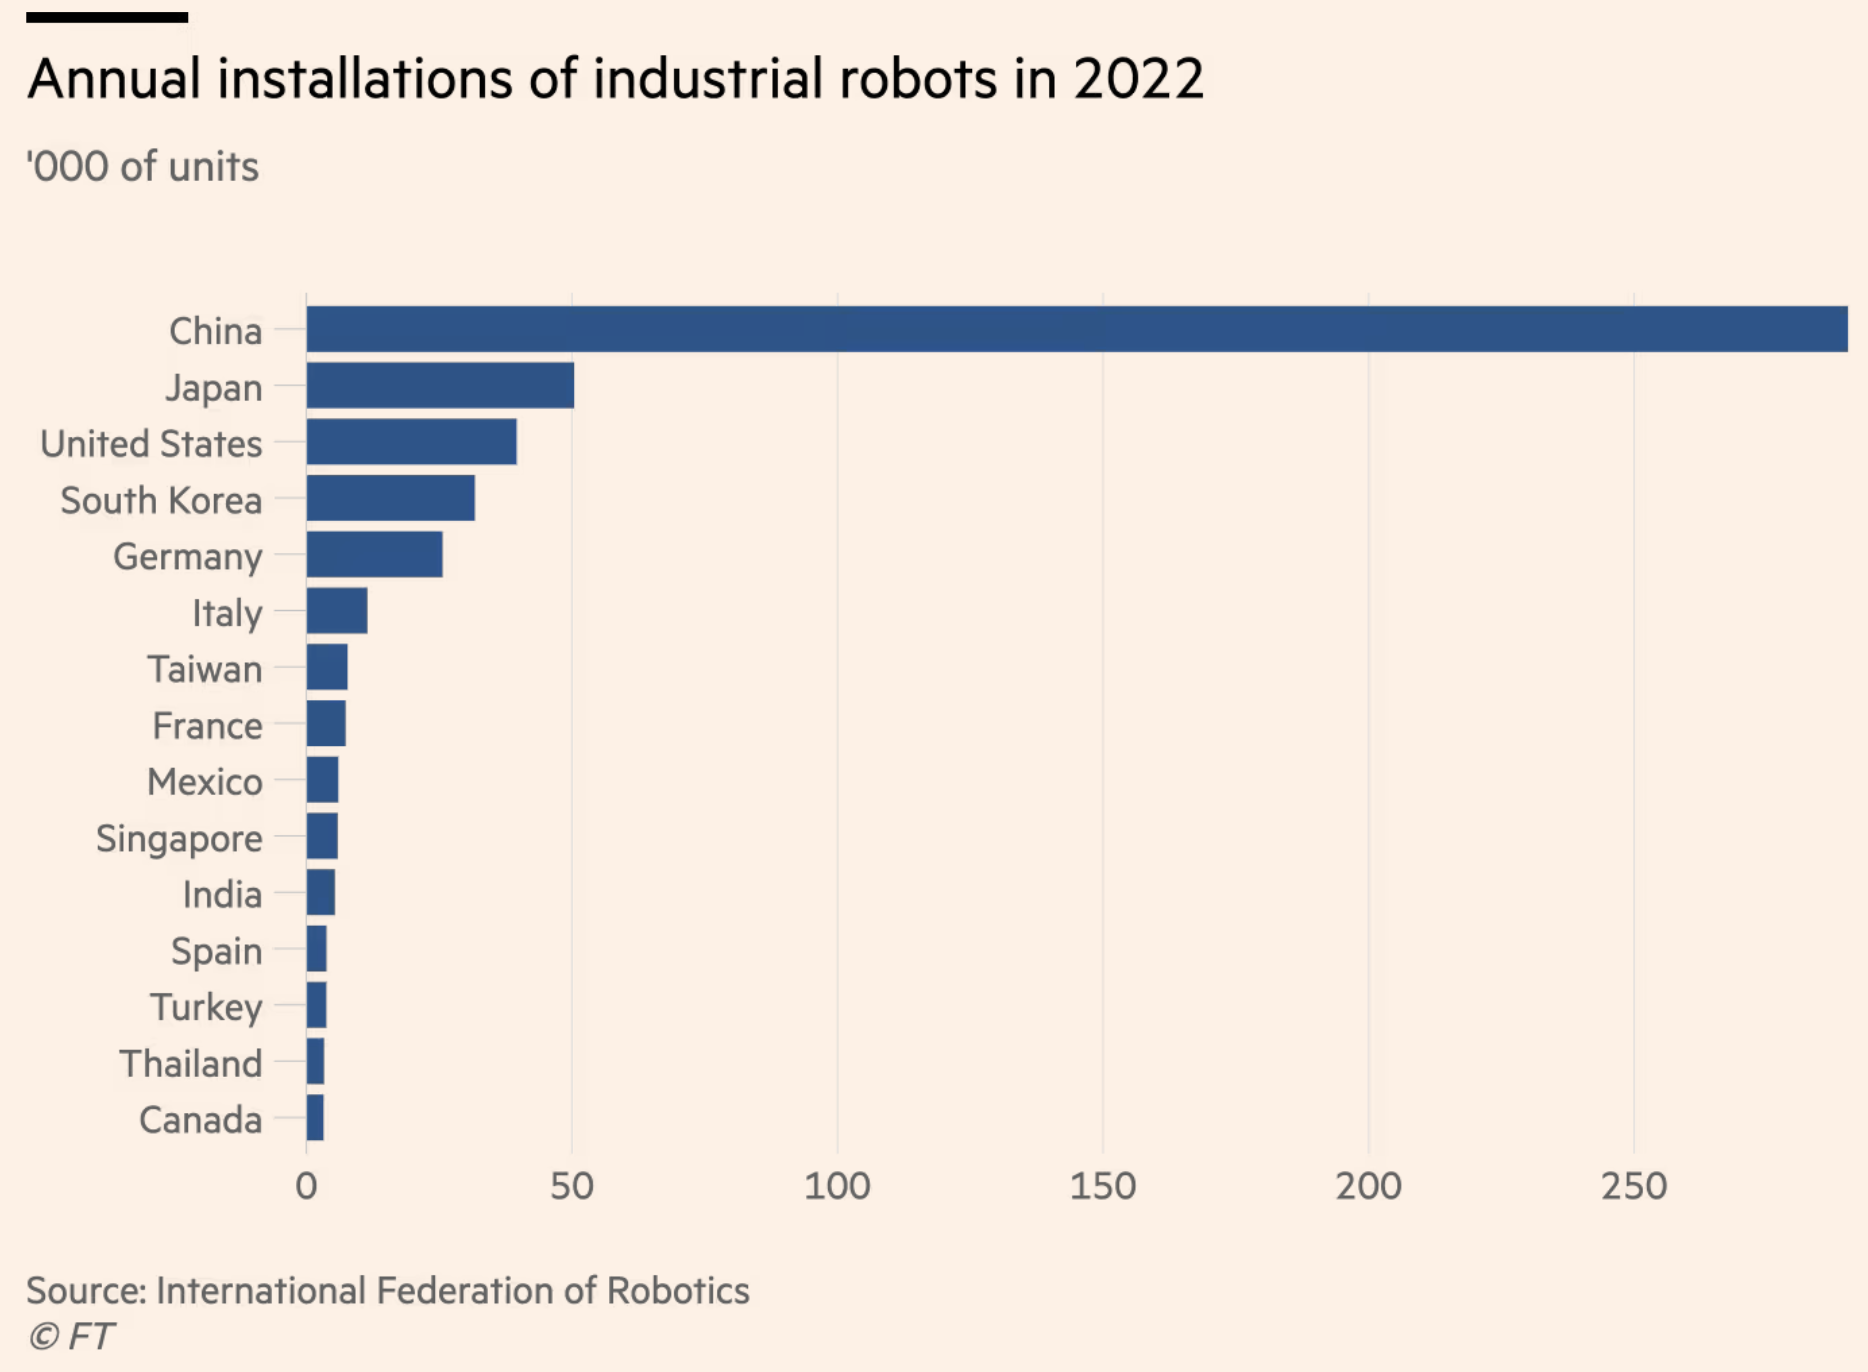 Annual installations of industrial robots in 2022
'000 of units
China
Japan
United States
South Korea
Germany
Italy
Taiwan
France
Mexico
Singapore
India
Spain
Turkey
Thailand
Canada
0 50 100 150 200 250
Source: International Federation of Robotics
© FT